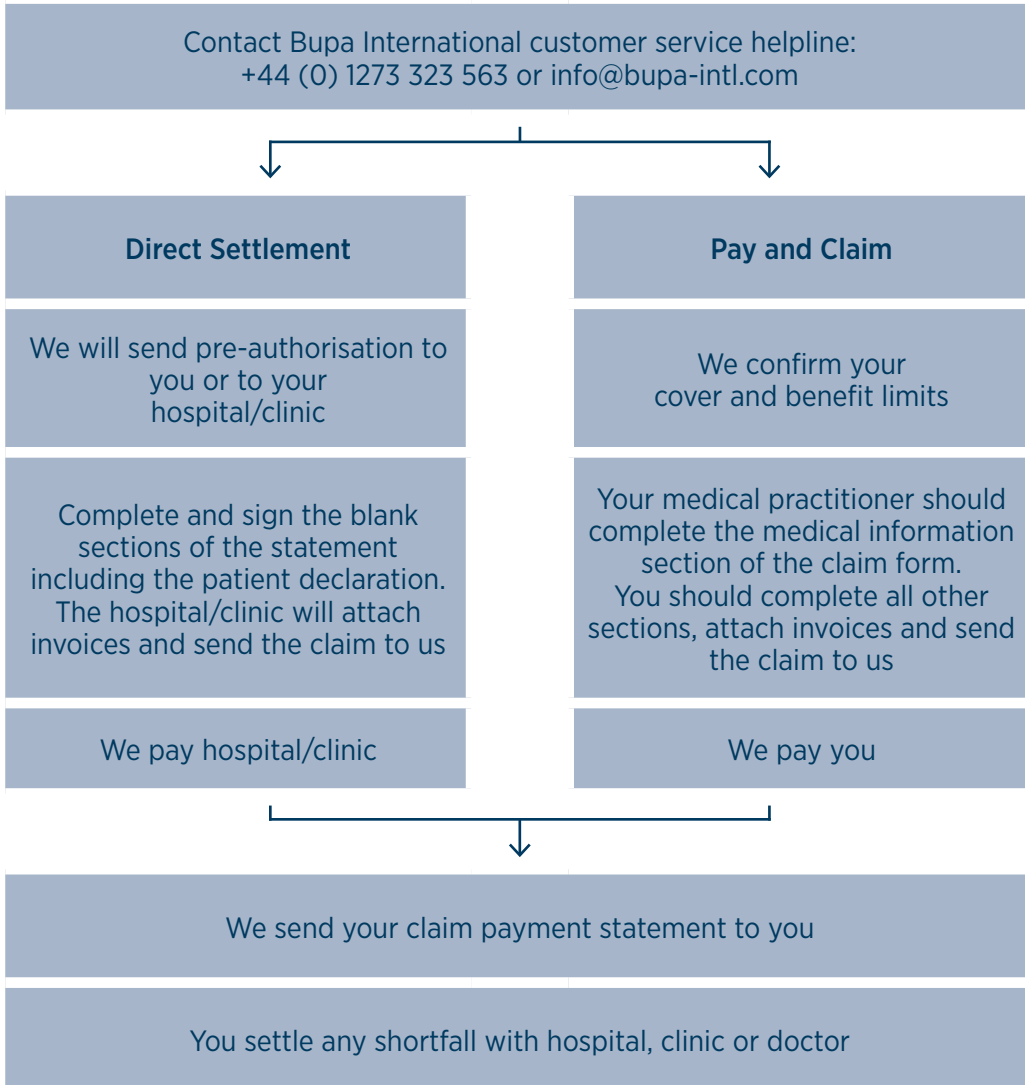 Contact Bupa International customer service helpline:
+44 (0) 1273 323 563 or info@bupa-intl.com
Direct Settlement
We will send pre-authorisation to
you or to your
hospital/clinic
Complete and sign the blank
sections of the statement
including the patient declaration.
The hospital/clinic will attach
invoices and send the claim to us
We pay hospital/clinic
Pay and Claim
We confirm your
cover and benefit limits
Your medical practitioner should
complete the medical information
section of the claim form.
You should complete all other
sections, attach invoices and send
the claim to us
We pay you
We send your claim payment statement to you
You settle any shortfall with hospital, clinic or doctor